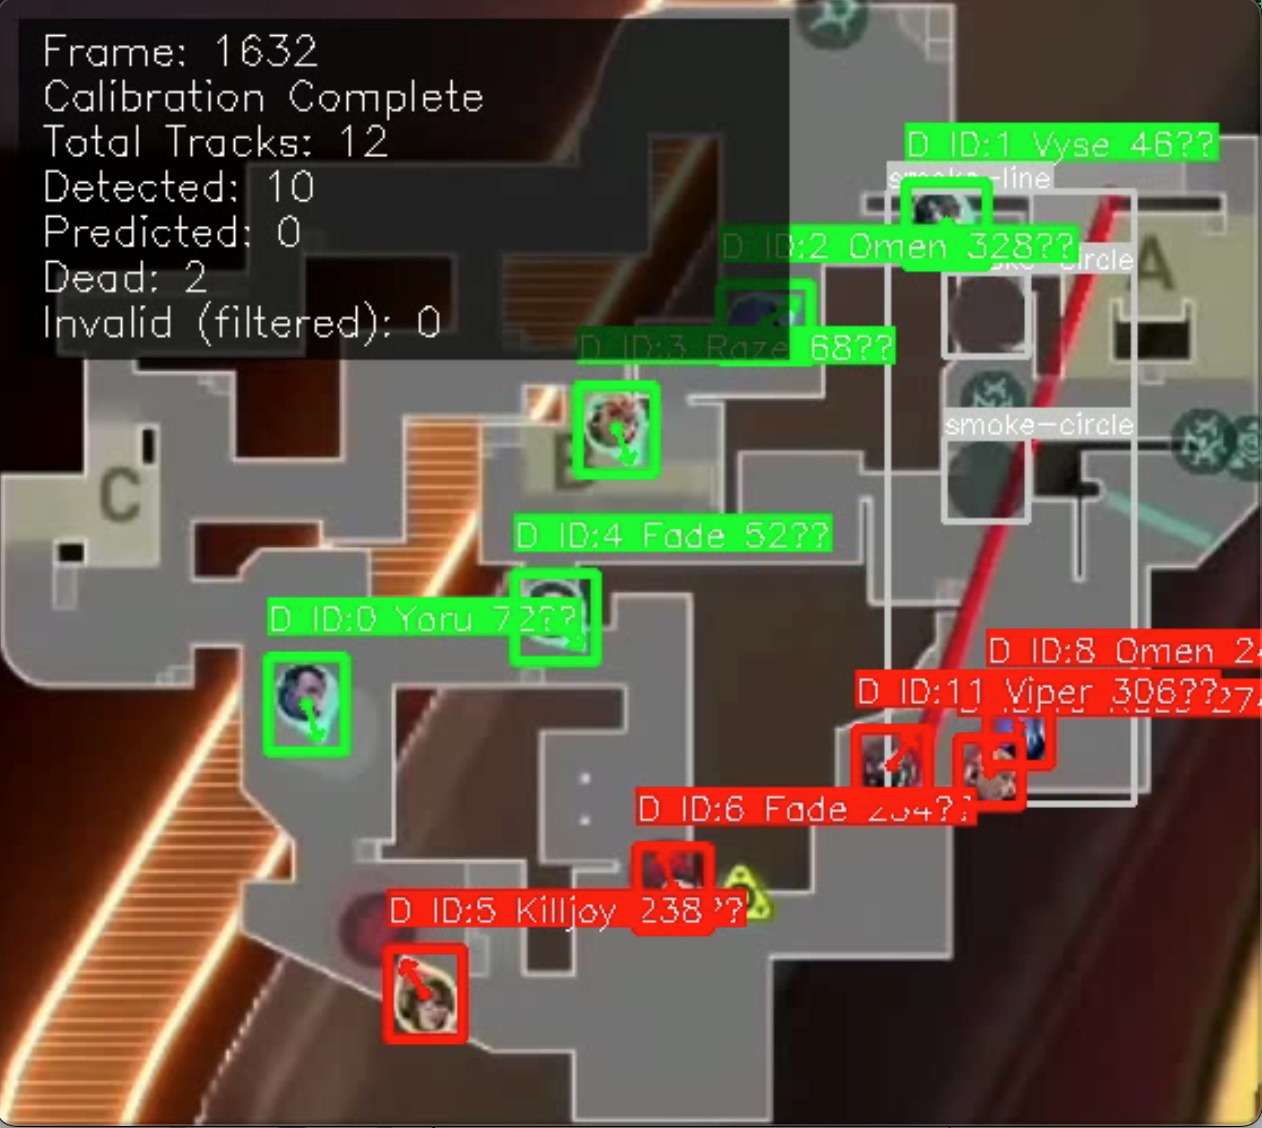 Frame: 1632
Calibration Complete
Total Tracks: 12
Detected: 10
Predicted: 0
Dead: 2
Invalid (filtered): 0
D ID:1 Vyse 46??
smoke-line
D ID:2 Omen 328??
A
D ID:3 Raze 68??
smoke-circle
B
C
D ID:4 Fade 52??
D ID:0 Yoru 72??
D ID:8 Omen
D ID:11 Viper 306??
D ID:6 Fade
D ID:5 Killjoy 238??